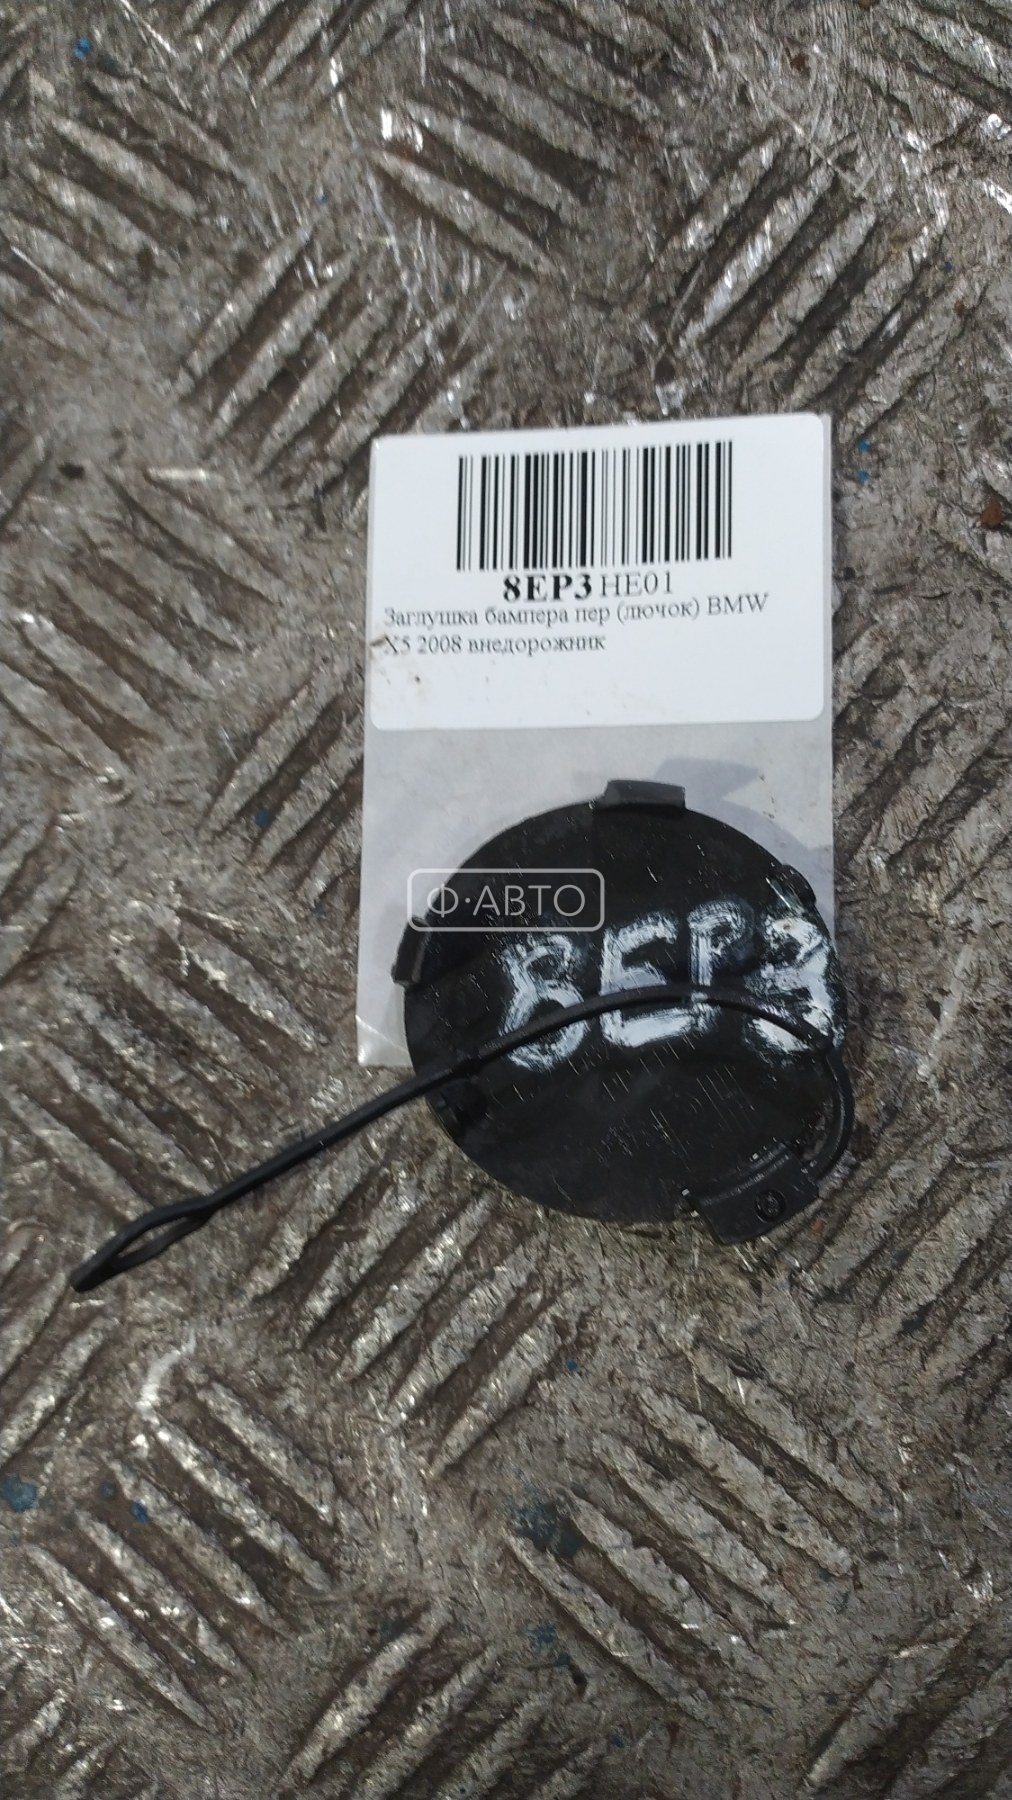 8EP3 HE01
Заглушка бампера пер (лючок) BMW
X5 2008 внедорожник
Ф·АВТО
8EP3